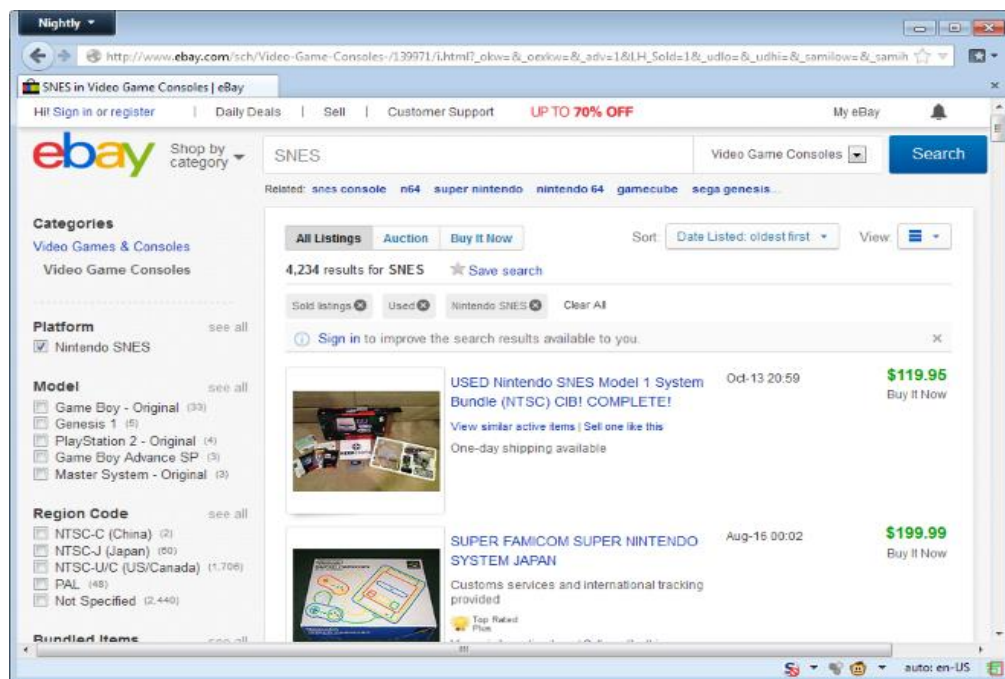 Nightly
http://www.ebay.com/sch/Video-Game-Consoles-/139971/i.html?_okw=&_oexkw=&_adv=1&LH_Sold=1&_udlo=&_udhi=&_samilow=&_samih
SNES in Video Game Consoles | eBay
Hi! Sign in or register | Daily Deals | Sell | Customer Support UP TO 70% OFF My eBay
ebay Shop by category SNES Video Game Consoles Search
Related: snes console n64 super nintendo nintendo 64 gamecube sega genesis...
Categories
Video Games & Consoles
Video Game Consoles
Platform see all
Nintendo SNES
Model see all
Game Boy - Original (33)
Genesis 1 (5)
PlayStation 2 - Original (4)
Game Boy Advance SP (3)
Master System - Original (3)
Region Code see all
NTSC-C (China) (2)
NTSC-J (Japan) (60)
NTSC-U/C (US/Canada) (1,706)
PAL (48)
Not Specified (2,440)
Bundled Items see all
All Listings Auction Buy It Now Sort: Date Listed: oldest first View:
4,234 results for SNES Save search
Sold listings Used Nintendo SNES Clear All
Sign in to improve the search results available to you.
USED Nintendo SNES Model 1 System Oct-13 20:59 $119.95
Bundle (NTSC) CIB! COMPLETE! Buy It Now
View similar active items | Sell one like this
One-day shipping available
SUPER FAMICOM SUPER NINTENDO Aug-16 00:02 $199.99
SYSTEM JAPAN Buy It Now
Customs services and international tracking
provided
Top Rated
Plus
auto: en-US